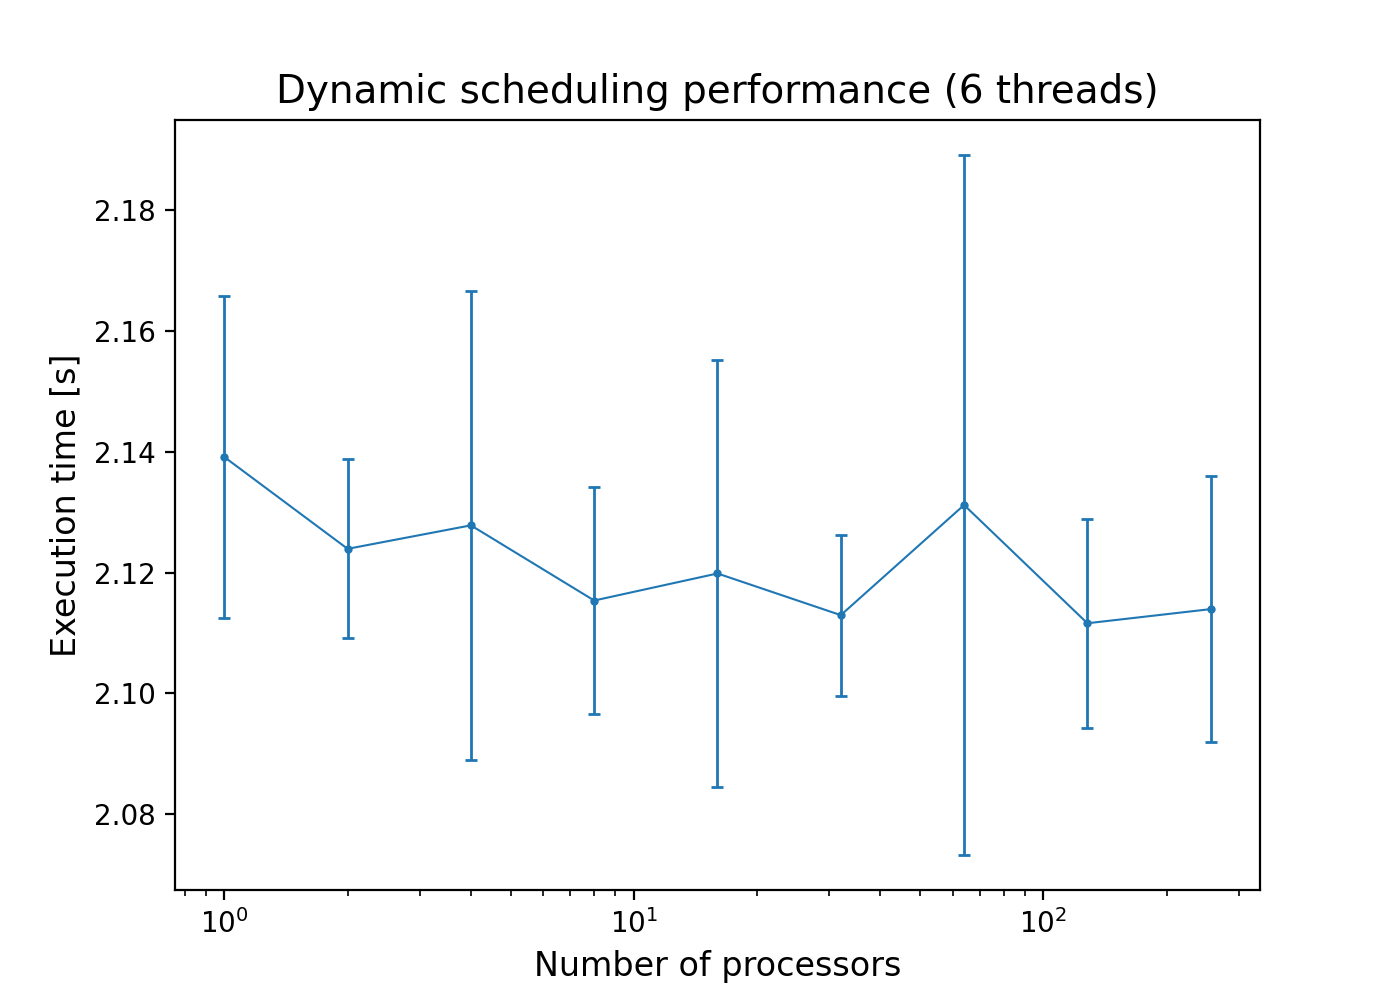 Dynamic scheduling performance (6 threads)
Execution time [s]
2.18
2.16
2.14
2.12
2.10
2.08
10⁰ 10¹ 10²
Number of processors